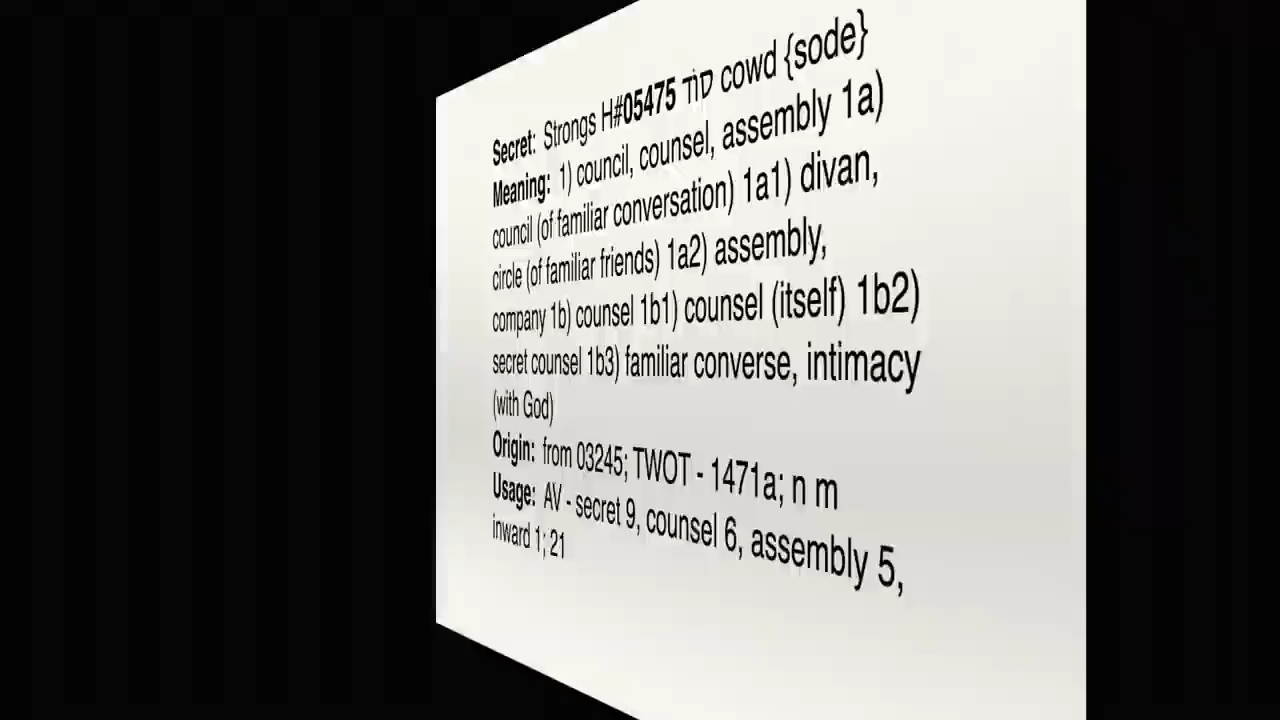 Secret: Strongs H#05475 סוֹד cowd {sode}
Meaning: 1) council, counsel, assembly 1a)
council (of familiar conversation) 1a1) divan,
circle (of familiar friends) 1a2) assembly,
company 1b) counsel 1b1) counsel (itself) 1b2)
secret counsel 1b3) familiar converse, intimacy
(with God)
Origin: from 03245; TWOT - 1471a; n m
Usage: AV - secret 9, counsel 6, assembly 5,
inward 1; 21